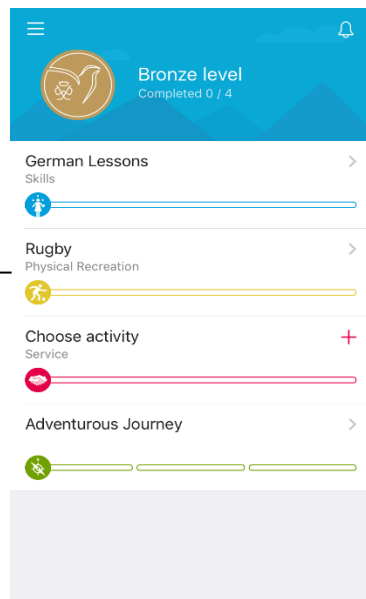 Bronze level
Completed 0 / 4
German Lessons
Skills
Rugby
Physical Recreation
Choose activity
Service
Adventurous Journey